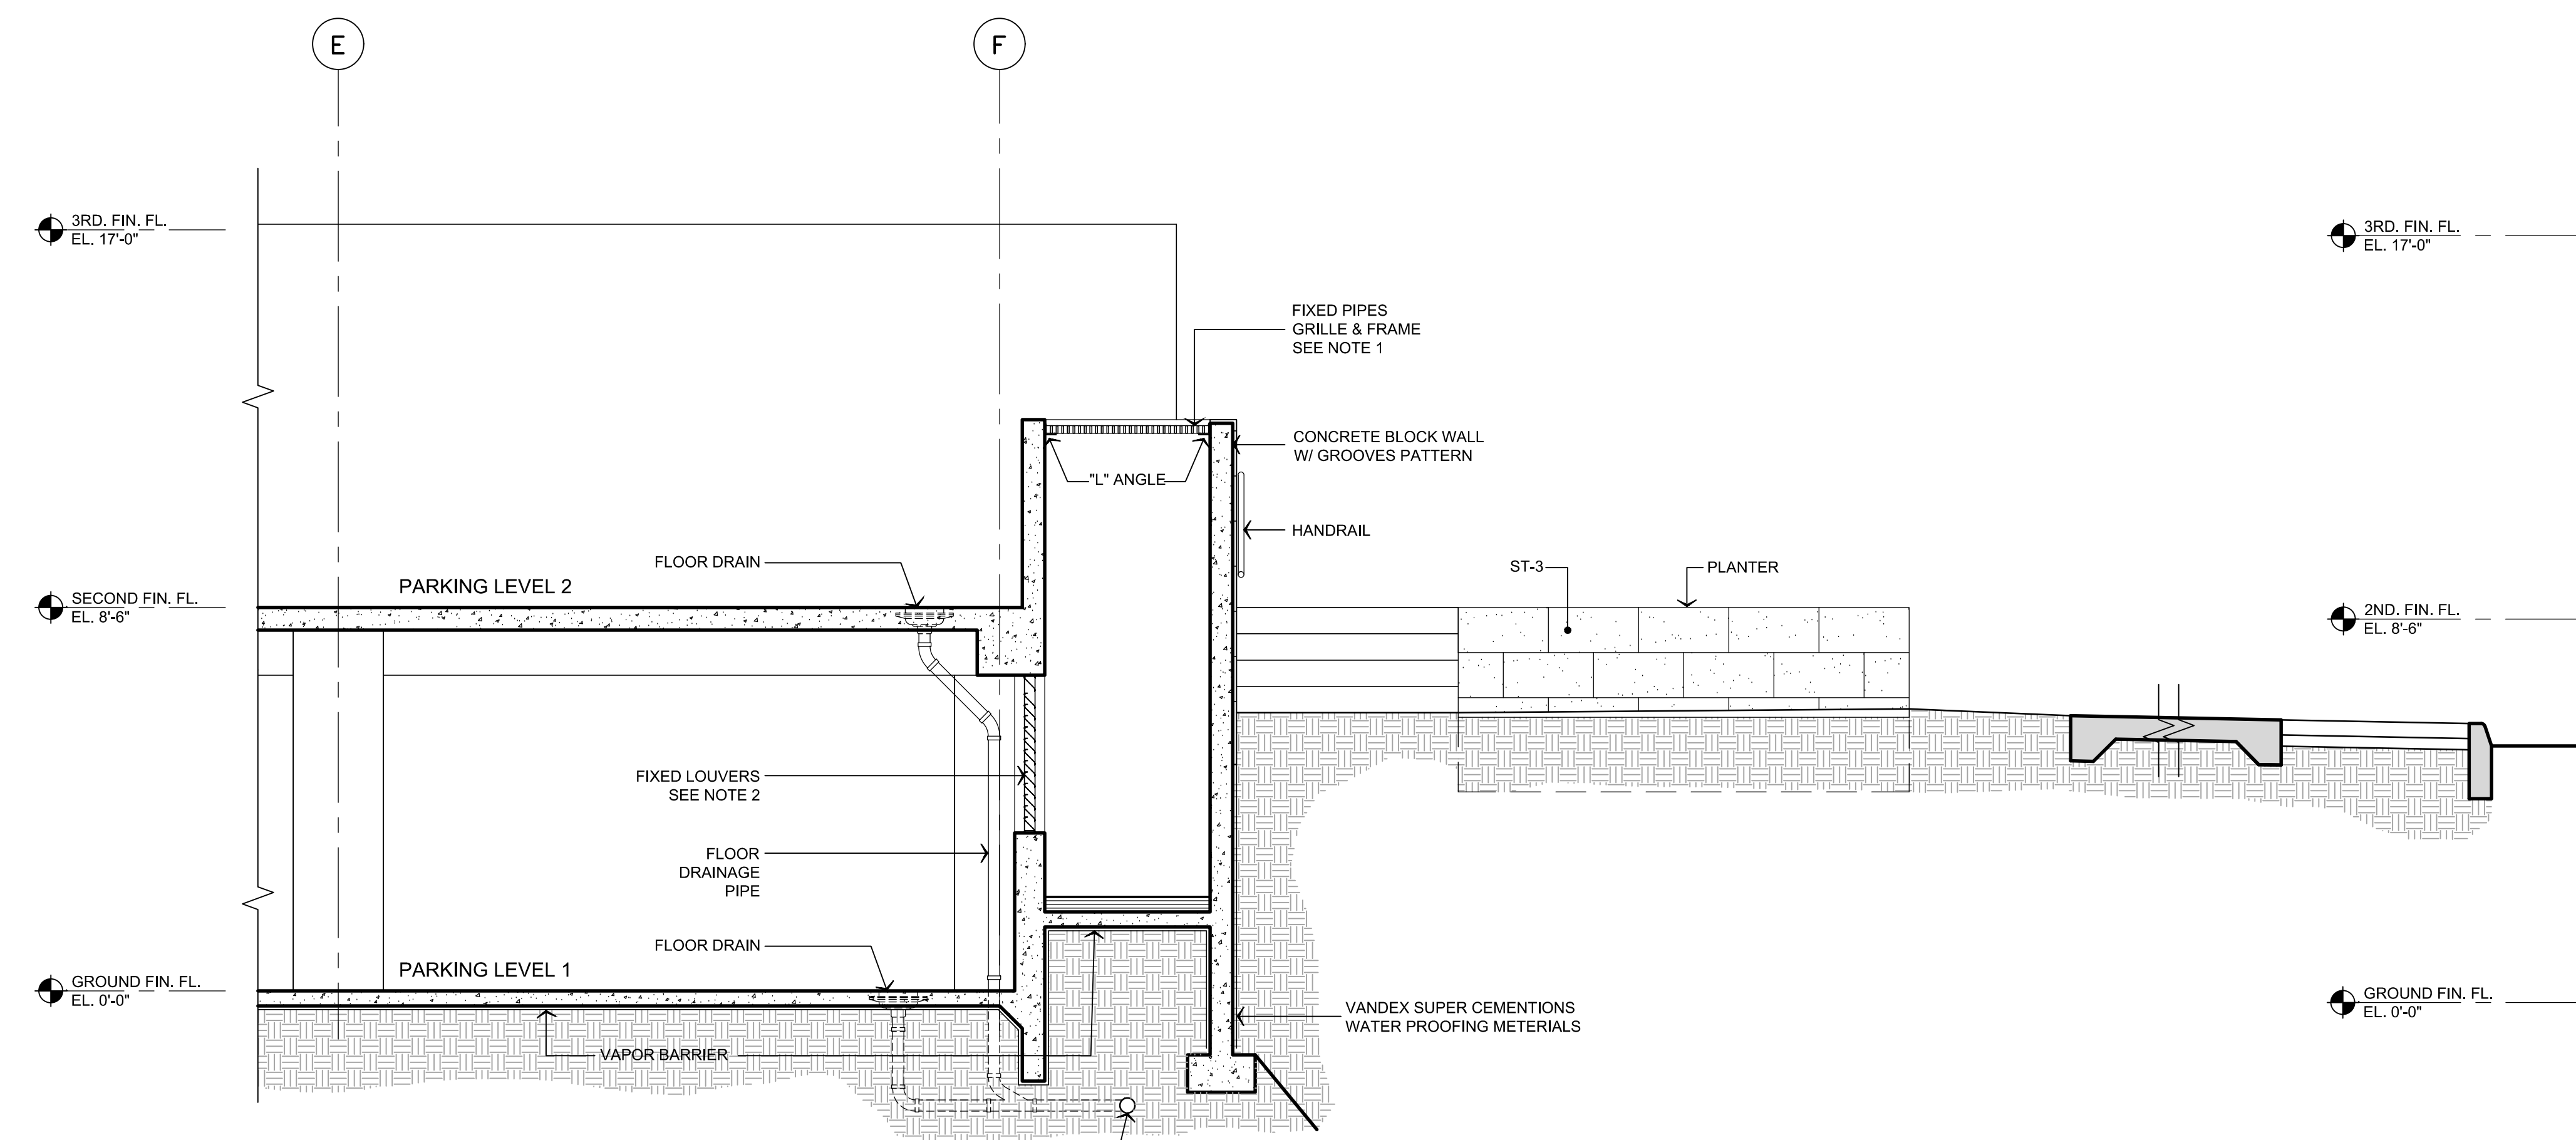 E
F
3RD. FIN. FL.
EL. 17'-0"
3RD. FIN. FL.
EL. 17'-0"
FIXED PIPES
GRILLE & FRAME
SEE NOTE 1
CONCRETE BLOCK WALL
W/ GROOVES PATTERN
"L" ANGLE
HANDRAIL
FLOOR DRAIN
ST-3
PLANTER
PARKING LEVEL 2
SECOND FIN. FL.
EL. 8'-6"
2ND. FIN. FL.
EL. 8'-6"
FIXED LOUVERS
SEE NOTE 2
FLOOR
DRAINAGE
PIPE
FLOOR DRAIN
PARKING LEVEL 1
GROUND FIN. FL.
EL. 0'-0"
GROUND FIN. FL.
EL. 0'-0"
VANDEX SUPER CEMENTIONS
WATER PROOFING METERIALS
VAPOR BARRIER